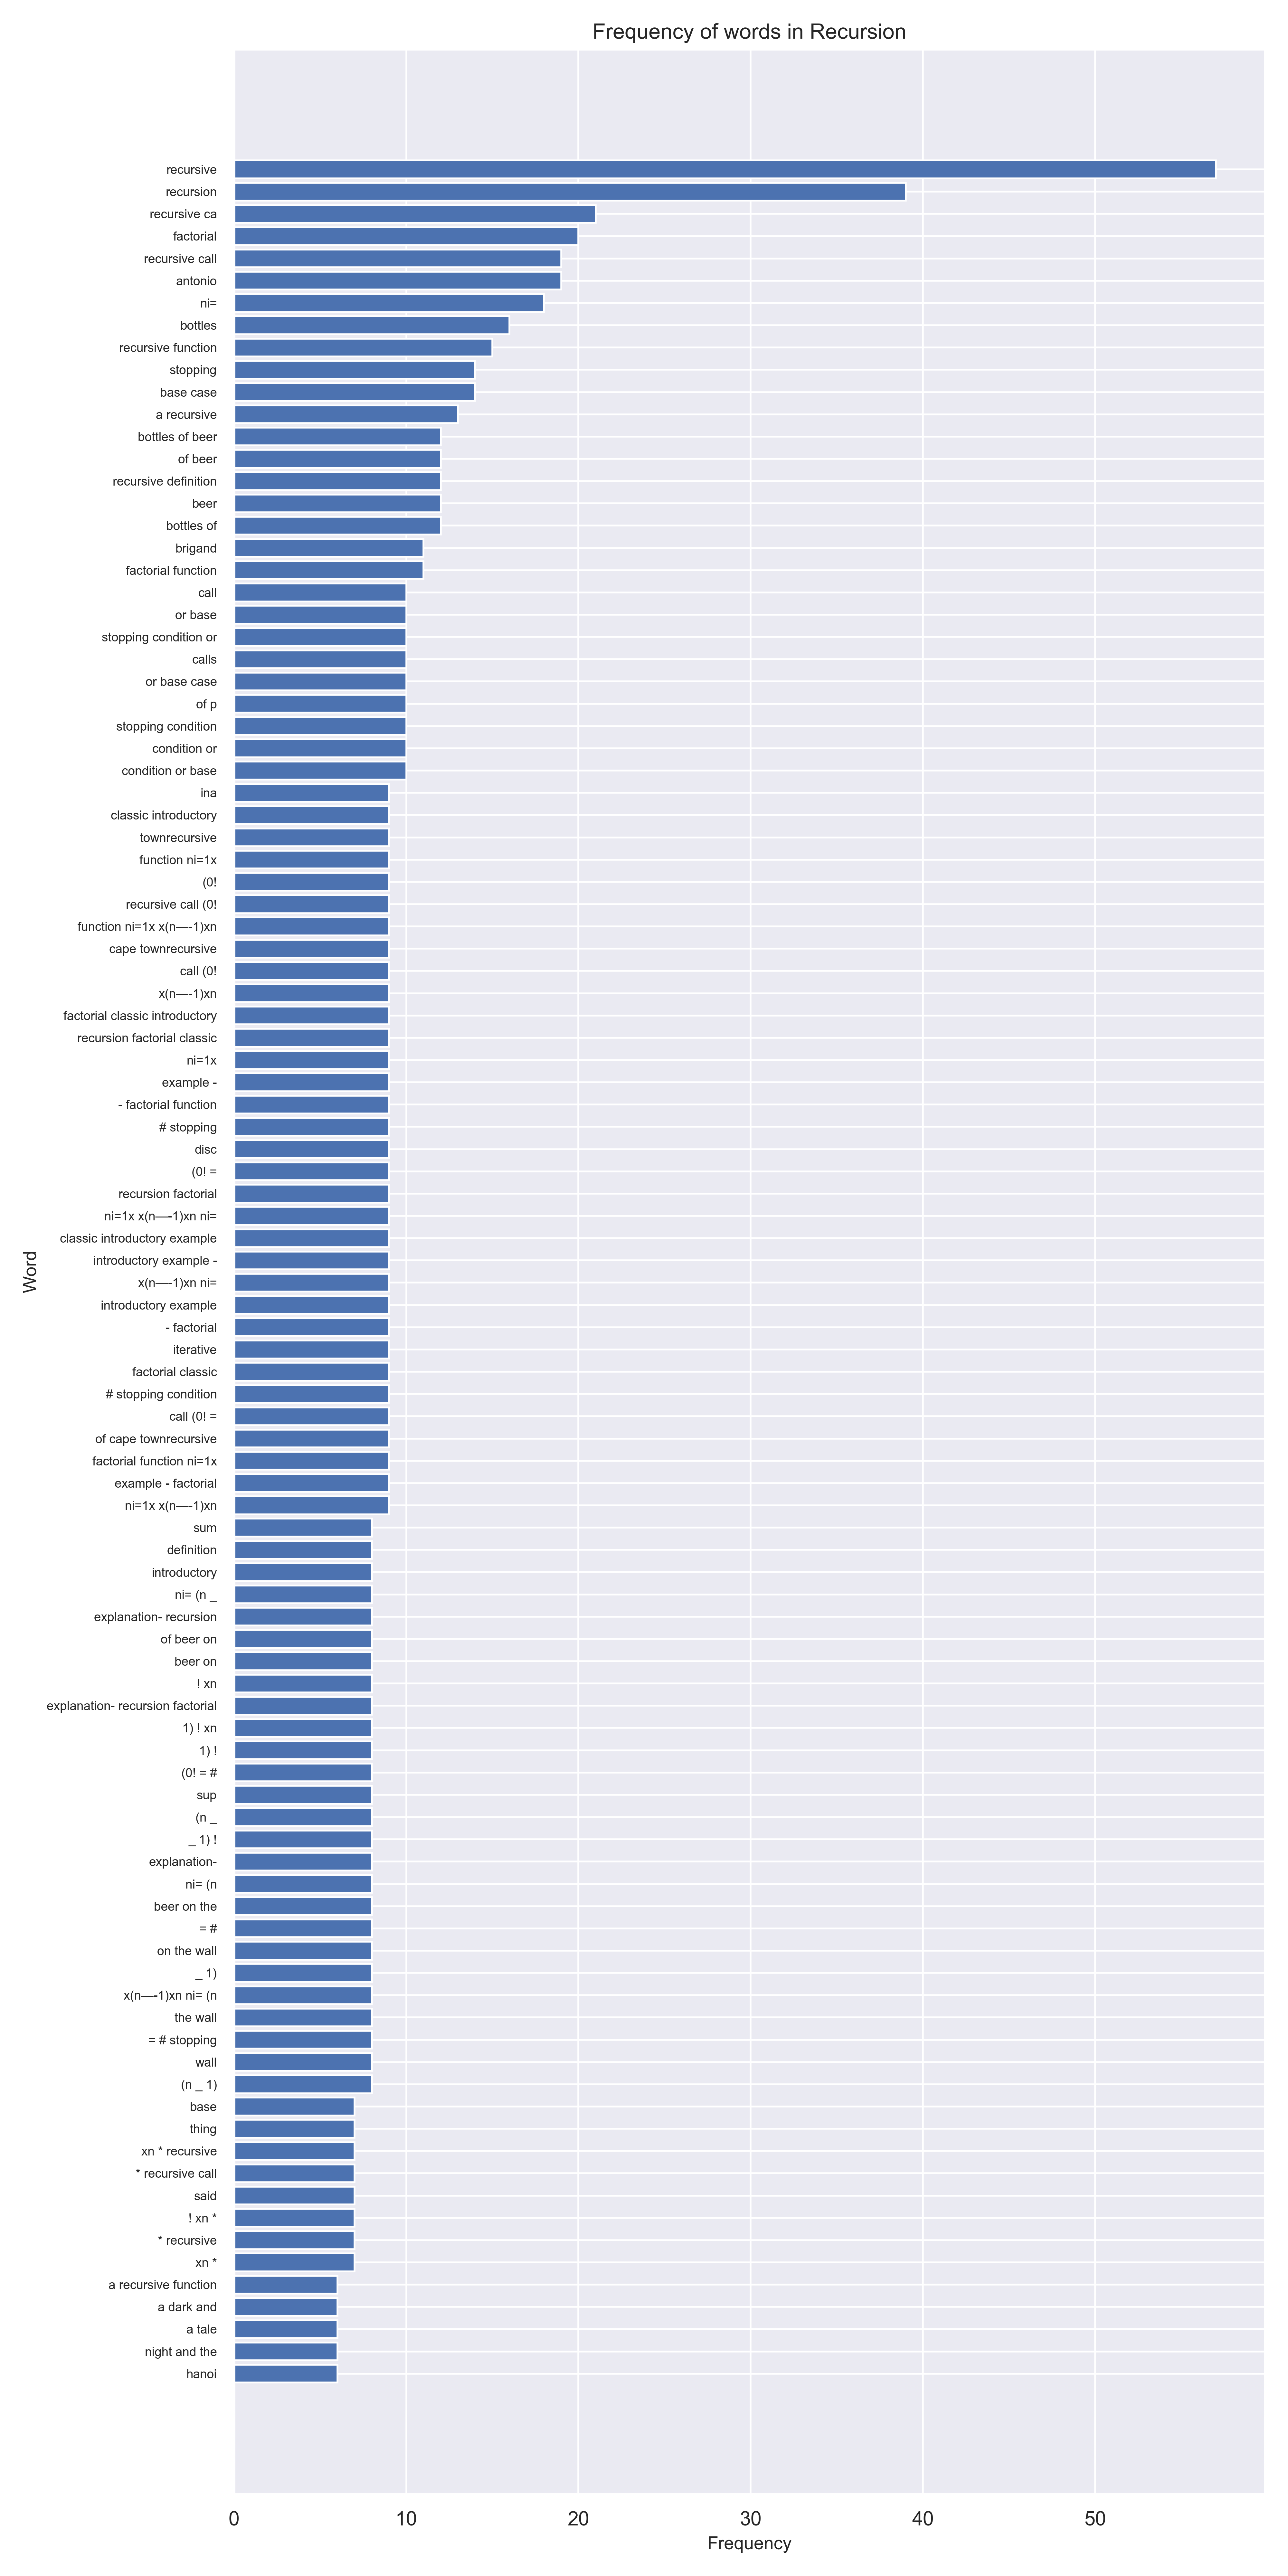 Frequency of words in Recursion
recursive
recursion
recursive ca
factorial
recursive call
antonio
ni=
bottles
recursive function
stopping
base case
a recursive
bottles of beer
of beer
recursive definition
beer
bottles of
brigand
factorial function
call
or base
stopping condition or
calls
or base case
of p
stopping condition
condition or
condition or base
ina
classic introductory
townrecursive
function ni=1x
(0!
recursive call (0!
function ni=1x x(n—-1)xn
cape townrecursive
call (0!
x(n—-1)xn
factorial classic introductory
recursion factorial classic
ni=1x
example -
- factorial function
# stopping
disc
(0! =
recursion factorial
ni=1x x(n—-1)xn ni=
classic introductory example
introductory example -
x(n—-1)xn ni=
introductory example
- factorial
iterative
factorial classic
# stopping condition
call (0! =
of cape townrecursive
factorial function ni=1x
example - factorial
ni=1x x(n—-1)xn
sum
definition
introductory
ni= (n _
explanation- recursion
of beer on
beer on
! xn
explanation- recursion factorial
1) ! xn
1) !
(0! = #
sup
(n _
_ 1) !
explanation-
ni= (n
beer on the
= #
on the wall
_ 1)
x(n—-1)xn ni= (n
the wall
= # stopping
wall
(n _ 1)
base
thing
xn * recursive
* recursive call
said
! xn *
* recursive
xn *
a recursive function
a dark and
a tale
night and the
hanoi
Word
0 10 20 30 40 50
Frequency